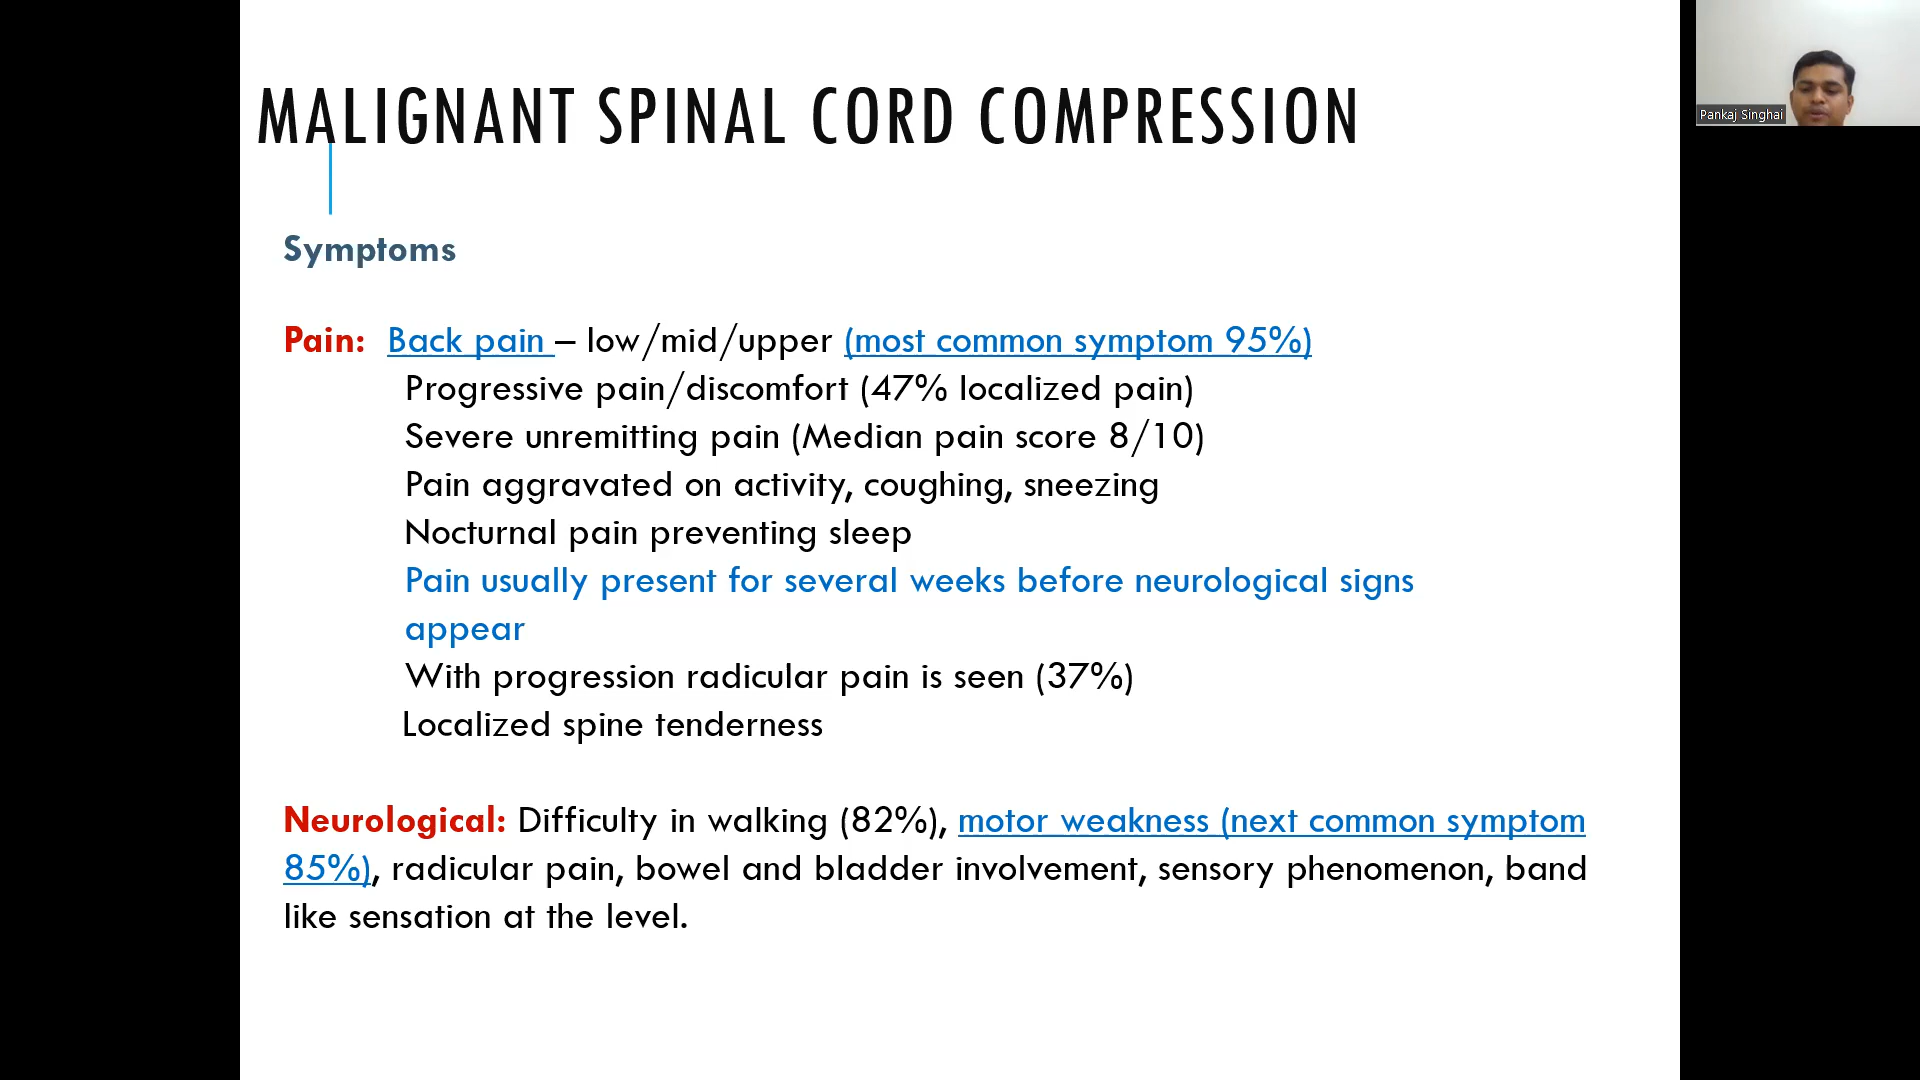 MALIGNANT SPINAL CORD COMPRESSION
Pankaj Singhai
Symptoms
Pain: Back pain – low/mid/upper (most common symptom 95%)
Progressive pain/discomfort (47% localized pain)
Severe unremitting pain (Median pain score 8/10)
Pain aggravated on activity, coughing, sneezing
Nocturnal pain preventing sleep
Pain usually present for several weeks before neurological signs
appear
With progression radicular pain is seen (37%)
Localized spine tenderness
Neurological: Difficulty in walking (82%), motor weakness (next common symptom
85%), radicular pain, bowel and bladder involvement, sensory phenomenon, band
like sensation at the level.